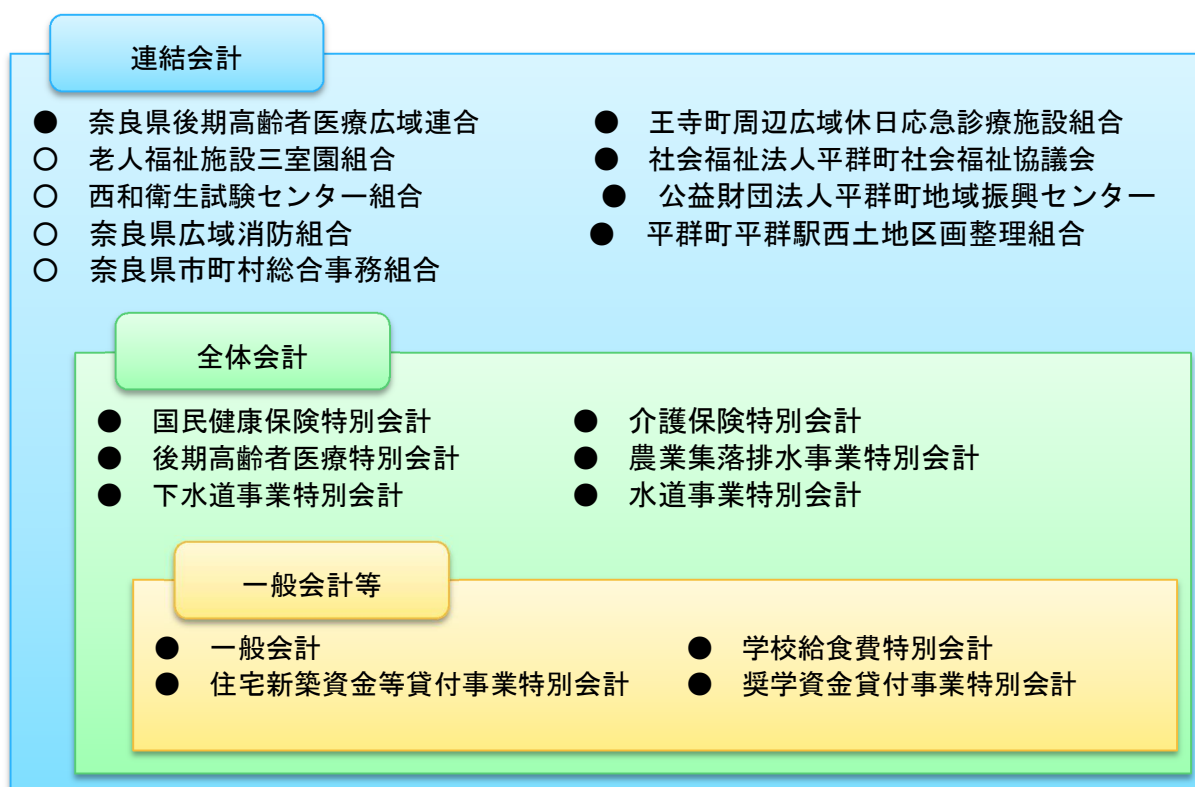 連結会計
● 奈良県後期高齢者医療広域連合
○ 老人福祉施設三室園組合
○ 西和衛生試験センター組合
○ 奈良県広域消防組合
○ 奈良県市町村総合事務組合
● 王寺町周辺広域休日応急診療施設組合
● 社会福祉法人平群町社会福祉協議会
● 公益財団法人平群町地域振興センター
● 平群町平群駅西土地区画整理組合
全体会計
● 国民健康保険特別会計
● 後期高齢者医療特別会計
● 下水道事業特別会計
● 介護保険特別会計
● 農業集落排水事業特別会計
● 水道事業特別会計
一般会計等
● 一般会計
● 住宅新築資金等貸付事業特別会計
● 学校給食費特別会計
● 奨学資金貸付事業特別会計